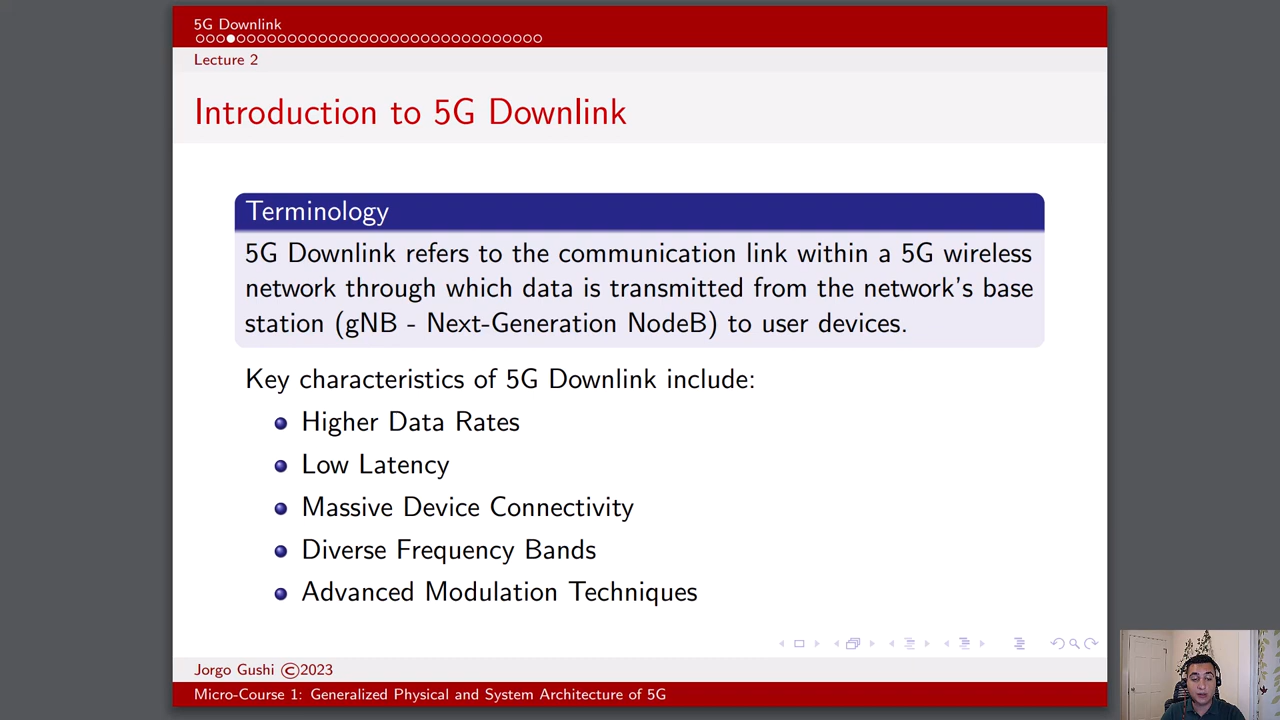 5G Downlink
Lecture 2
Introduction to 5G Downlink
Terminology
5G Downlink refers to the communication link within a 5G wireless
network through which data is transmitted from the network's base
station (gNB - Next-Generation NodeB) to user devices.
Key characteristics of 5G Downlink include:
Higher Data Rates
Low Latency
Massive Device Connectivity
Diverse Frequency Bands
Advanced Modulation Techniques
Jorgo Gushi ©2023
Micro-Course 1: Generalized Physical and System Architecture of 5G